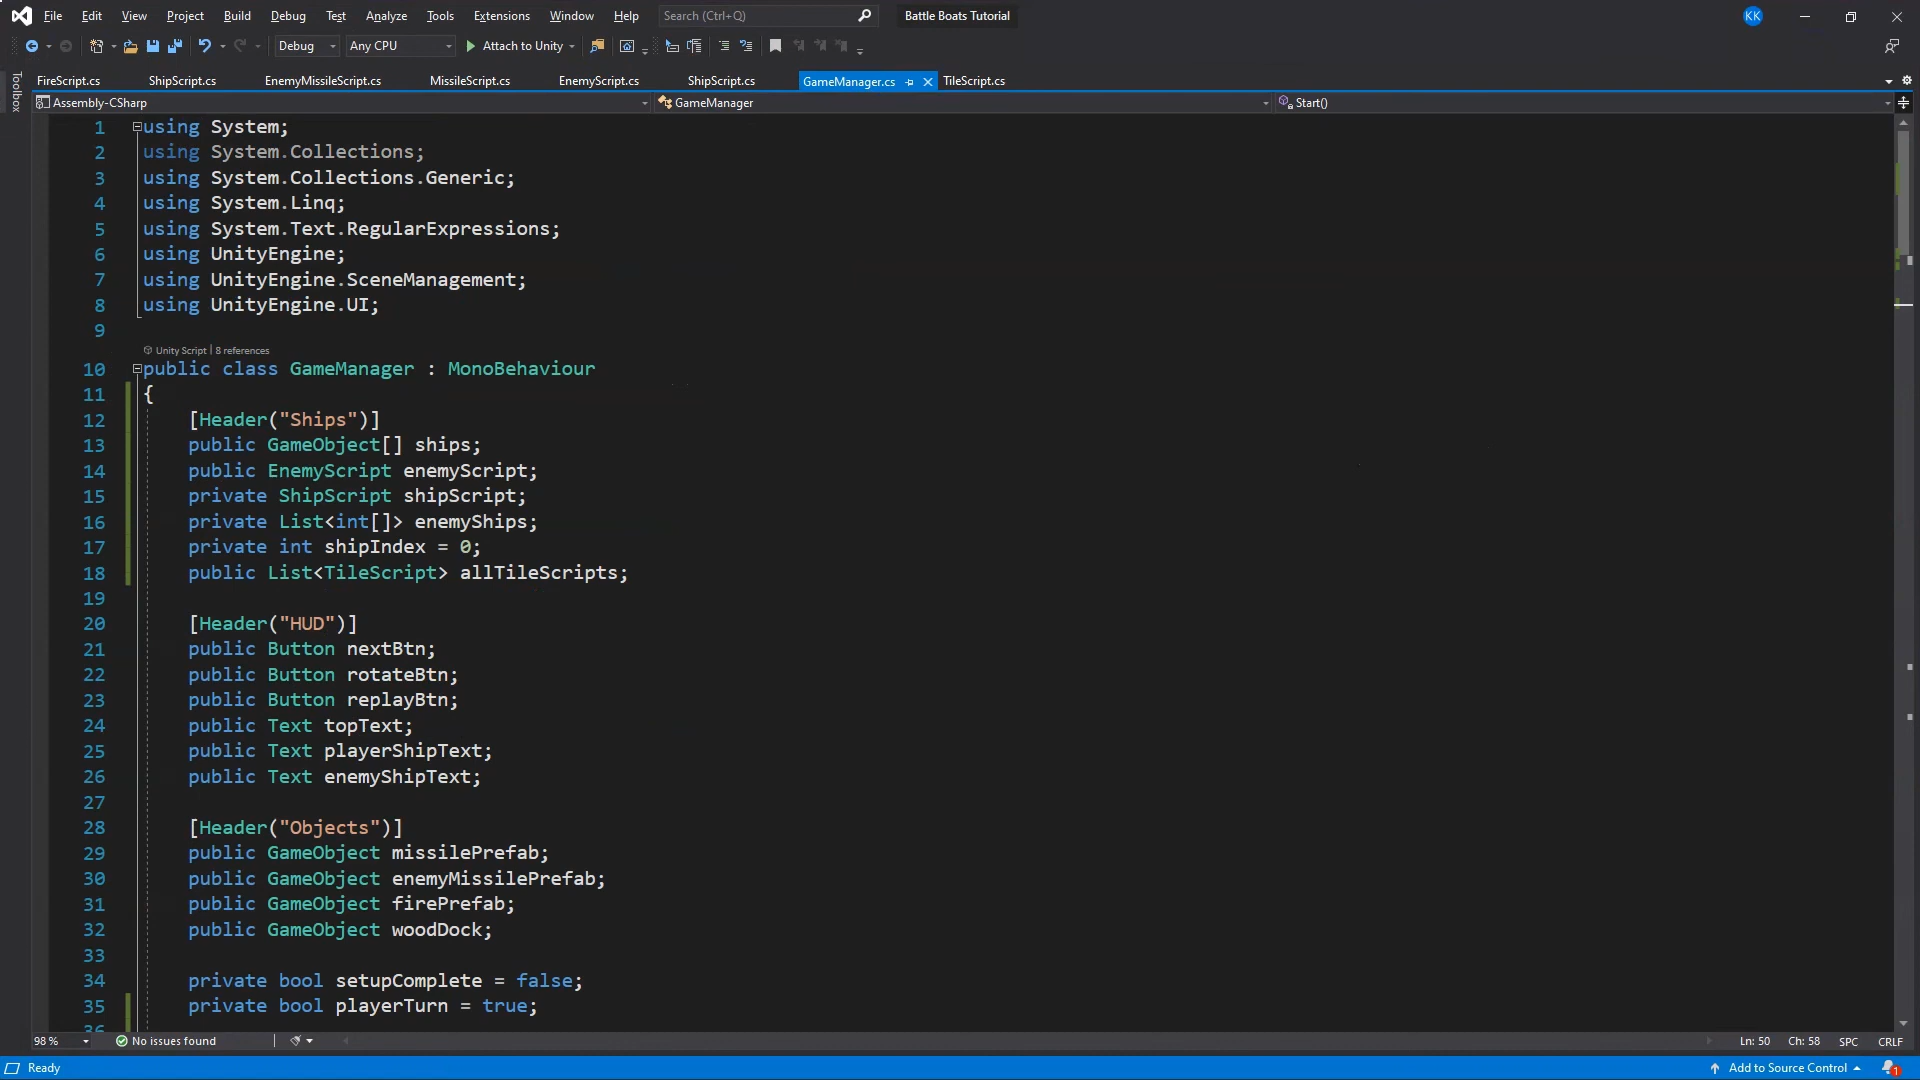 File Edit View Project Build Debug Test Analyze Tools Extensions Window Help Search (Ctrl+Q) Battle Boats Tutorial KK
Debug Any CPU Attach to Unity
Toolbox
FireScript.cs ShipScript.cs EnemyMissileScript.cs MissileScript.cs EnemyScript.cs ShipScript.cs GameManager.cs TileScript.cs
Assembly-CSharp GameManager Start()
1 using System;
2 using System.Collections;
3 using System.Collections.Generic;
4 using System.Linq;
5 using System.Text.RegularExpressions;
6 using UnityEngine;
7 using UnityEngine.SceneManagement;
8 using UnityEngine.UI;
9
Unity Script | 8 references
10 public class GameManager : MonoBehaviour
11 {
12 [Header("Ships")]
13 public GameObject[] ships;
14 public EnemyScript enemyScript;
15 private ShipScript shipScript;
16 private List<int[]> enemyShips;
17 private int shipIndex = 0;
18 public List<TileScript> allTileScripts;
19
20 [Header("HUD")]
21 public Button nextBtn;
22 public Button rotateBtn;
23 public Button replayBtn;
24 public Text topText;
25 public Text playerShipText;
26 public Text enemyShipText;
27
28 [Header("Objects")]
29 public GameObject missilePrefab;
30 public GameObject enemyMissilePrefab;
31 public GameObject firePrefab;
32 public GameObject woodDock;
33
34 private bool setupComplete = false;
35 private bool playerTurn = true;
36
98 % No issues found Ln: 50 Ch: 58 SPC CRLF
Ready Add to Source Control 1